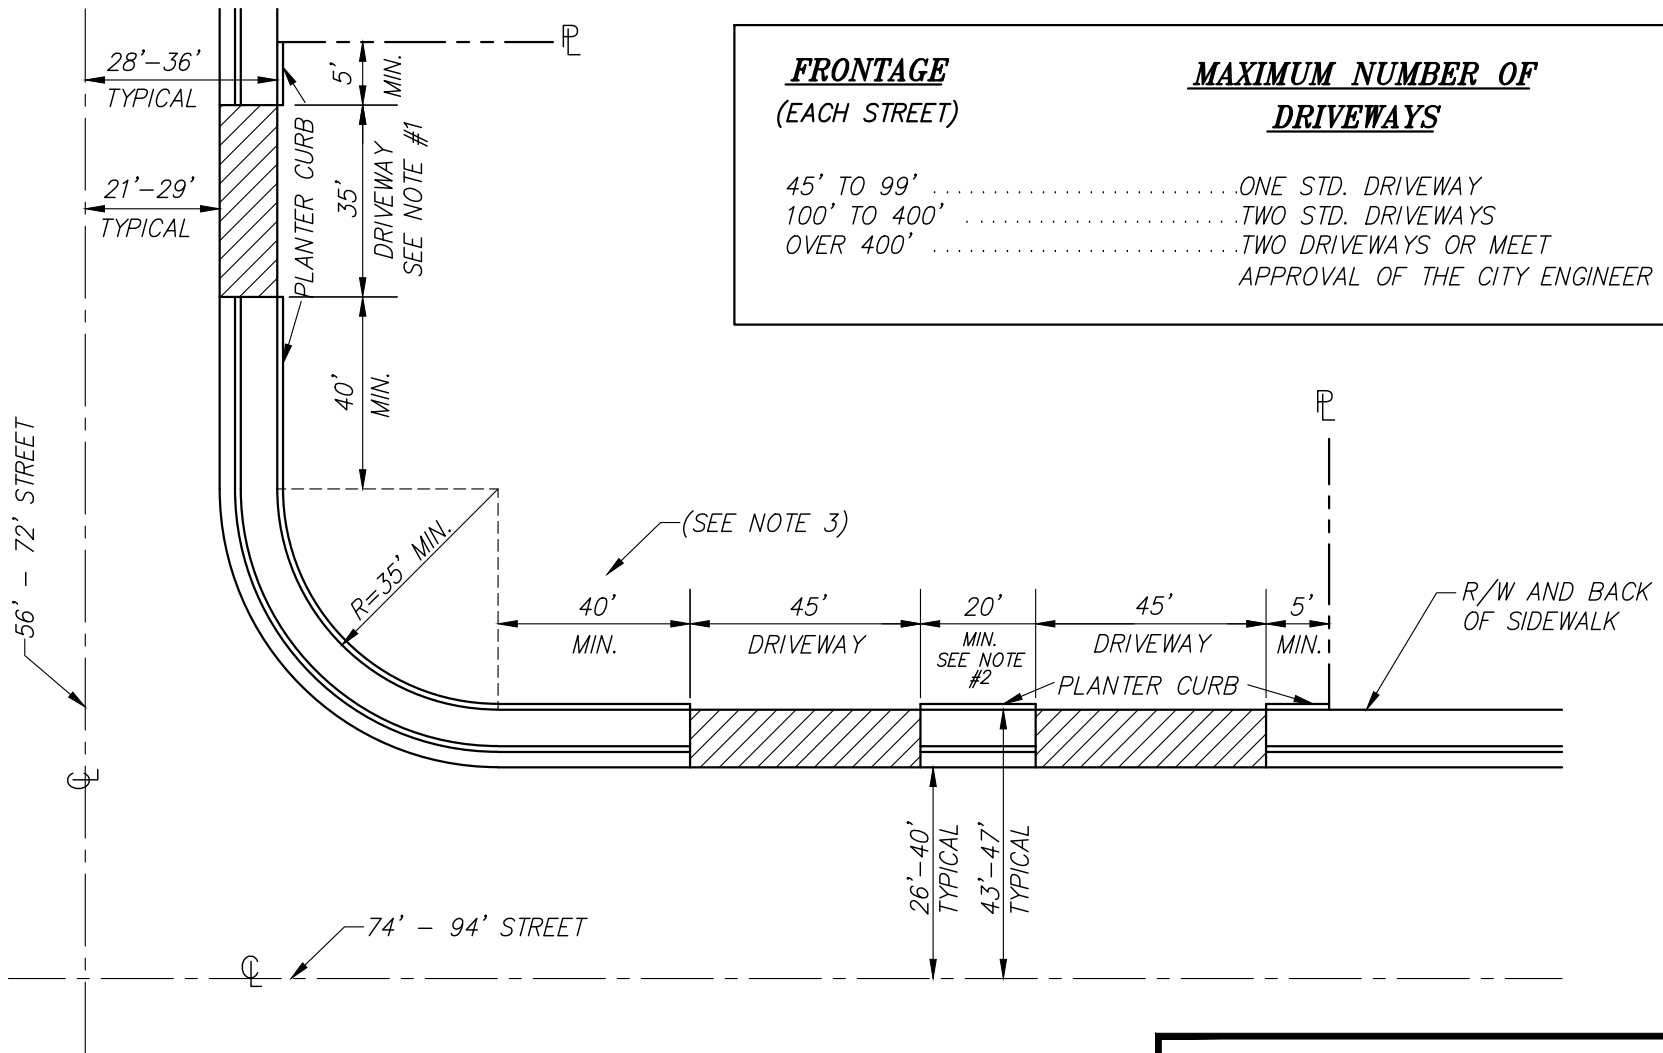 28'-36'
TYPICAL
5'
MIN.
PL
FRONTAGE
(EACH STREET)
MAXIMUM NUMBER OF
DRIVEWAYS
45' TO 99' ........................ ONE STD. DRIVEWAY
100' TO 400' ...................... TWO STD. DRIVEWAYS
OVER 400' ........................ TWO DRIVEWAYS OR MEET
APPROVAL OF THE CITY ENGINEER
21'-29'
TYPICAL
PLANTER CURB
35'
DRIVEWAY
SEE NOTE #1
40'
MIN.
56' - 72' STREET
R=35' MIN.
(SEE NOTE 3)
PL
40'
MIN.
45'
DRIVEWAY
20'
MIN.
SEE NOTE
#2
45'
DRIVEWAY
5'
MIN.
R/W AND BACK
OF SIDEWALK
PLANTER CURB
CL
26'-40'
TYPICAL
43'-47'
TYPICAL
74' - 94' STREET
CL